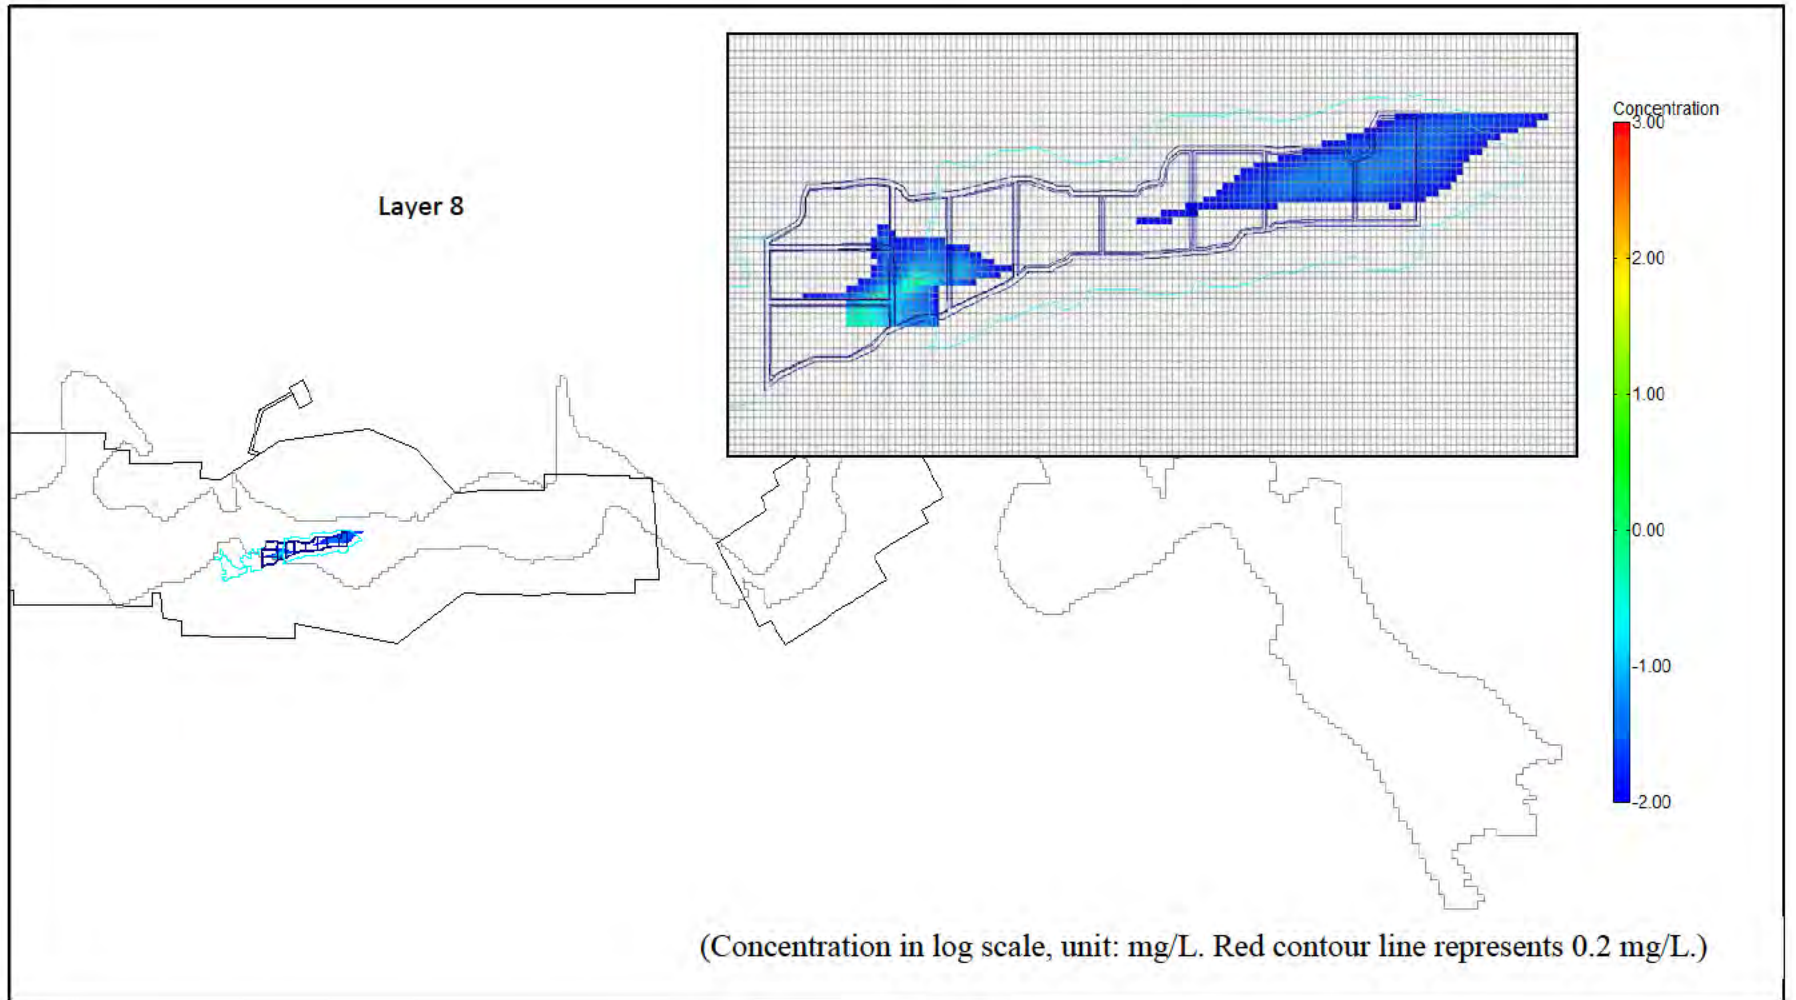 Layer 8
Concentration
3.00
2.00
1.00
0.00
-1.00
-2.00
(Concentration in log scale, unit: mg/L. Red contour line represents 0.2 mg/L.)